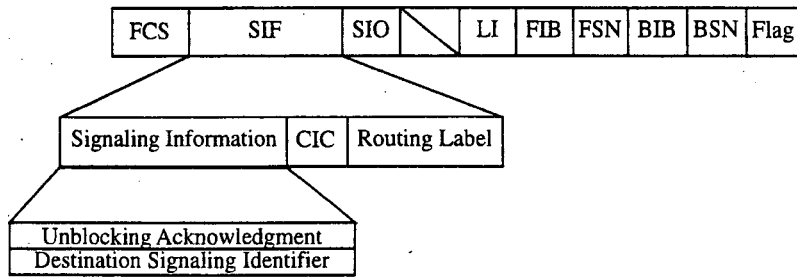 FCS SIF SIO LI FIB FSN BIB BSN Flag
Signaling Information CIC Routing Label
Unblocking Acknowledgment
Destination Signaling Identifier